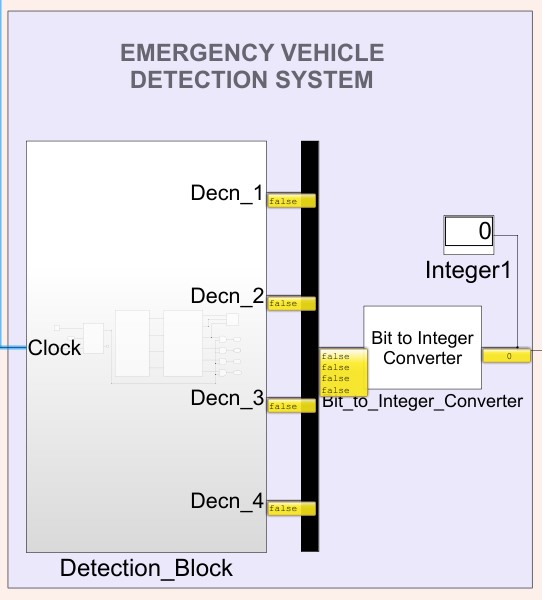 EMERGENCY VEHICLE
DETECTION SYSTEM
Decn_1
false
0
Integer1
Decn_2
false
Clock
Bit to Integer
Converter
false
false
false
false
0
Bit_to_Integer_Converter
Decn_3
false
Decn_4
false
Detection_Block